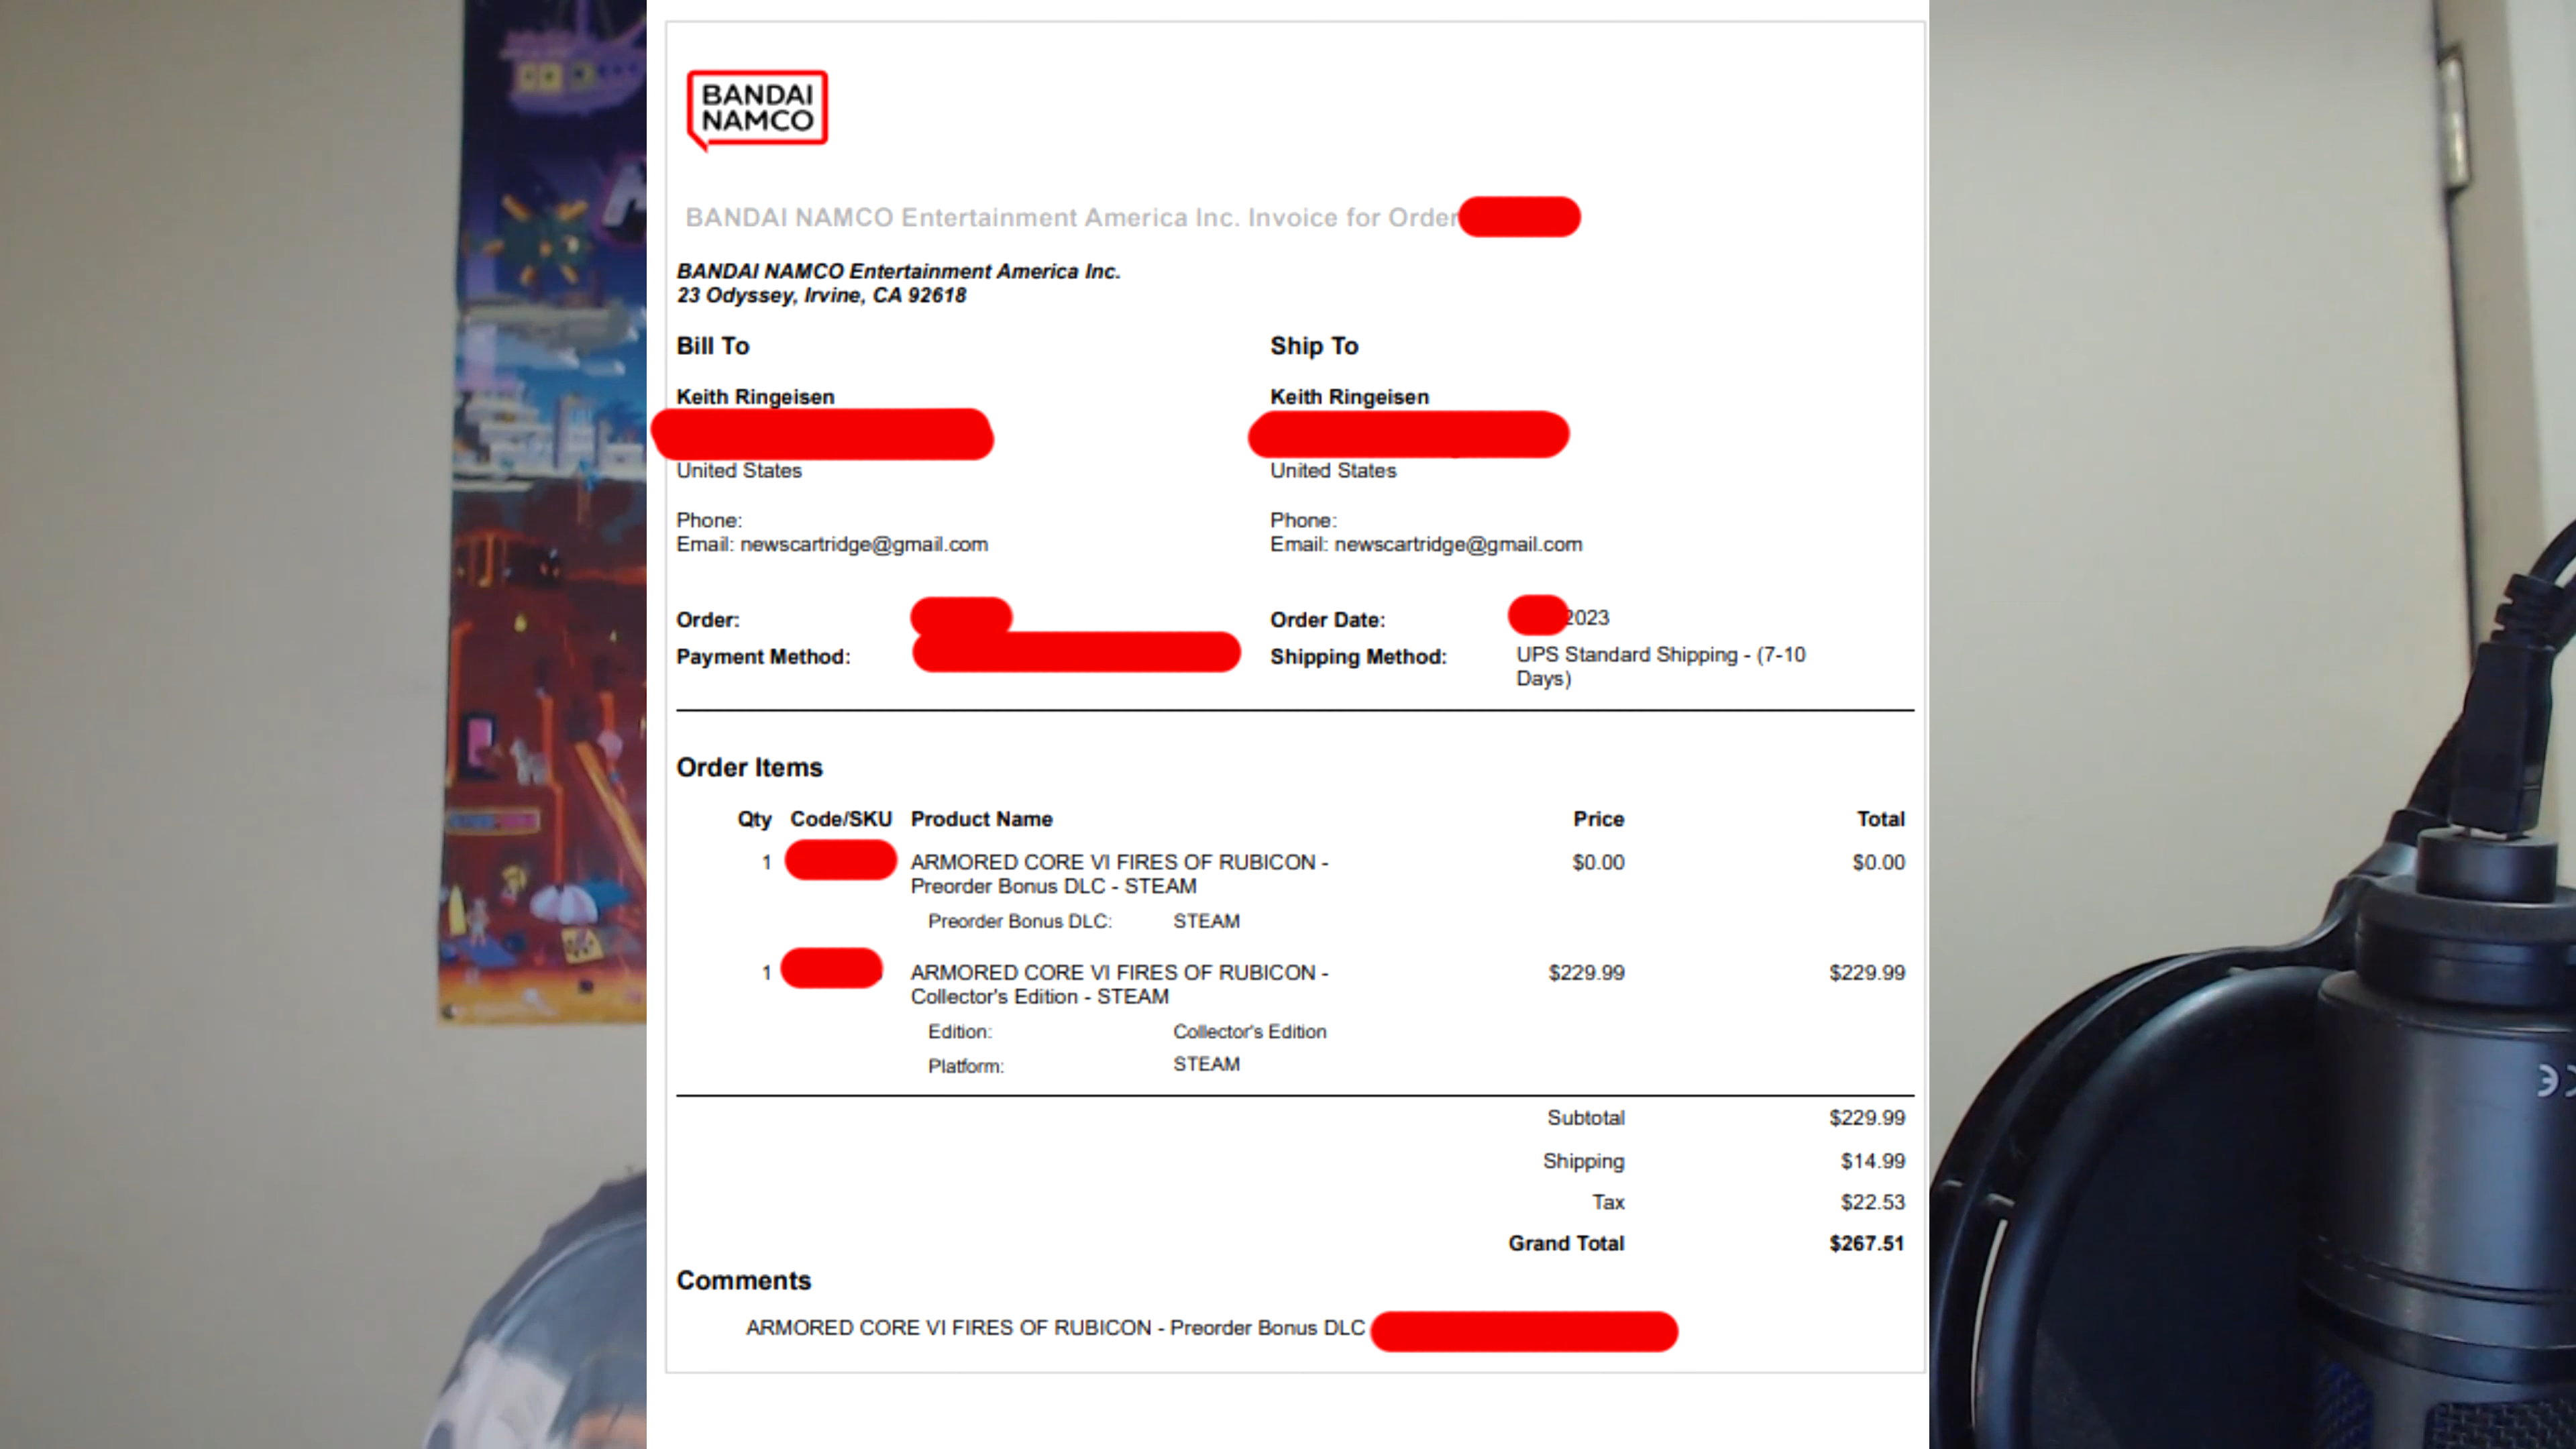 BANDAI
NAMCO
BANDAI NAMCO Entertainment America Inc. Invoice for Order
BANDAI NAMCO Entertainment America Inc.
23 Odyssey, Irvine, CA 92618
Bill To
Ship To
Keith Ringeisen
Keith Ringeisen
United States
United States
Phone:
Phone:
Email: newscartridge@gmail.com
Email: newscartridge@gmail.com
Order:
Order Date: 2023
Payment Method:
Shipping Method: UPS Standard Shipping - (7-10
Days)
Order Items
Qty Code/SKU Product Name Price Total
1 ARMORED CORE VI FIRES OF RUBICON - $0.00 $0.00
Preorder Bonus DLC - STEAM
Preorder Bonus DLC: STEAM
1 ARMORED CORE VI FIRES OF RUBICON - $229.99 $229.99
Collector's Edition - STEAM
Edition: Collector's Edition
Platform: STEAM
Subtotal $229.99
Shipping $14.99
Tax $22.53
Grand Total $267.51
Comments
ARMORED CORE VI FIRES OF RUBICON - Preorder Bonus DLC
CE